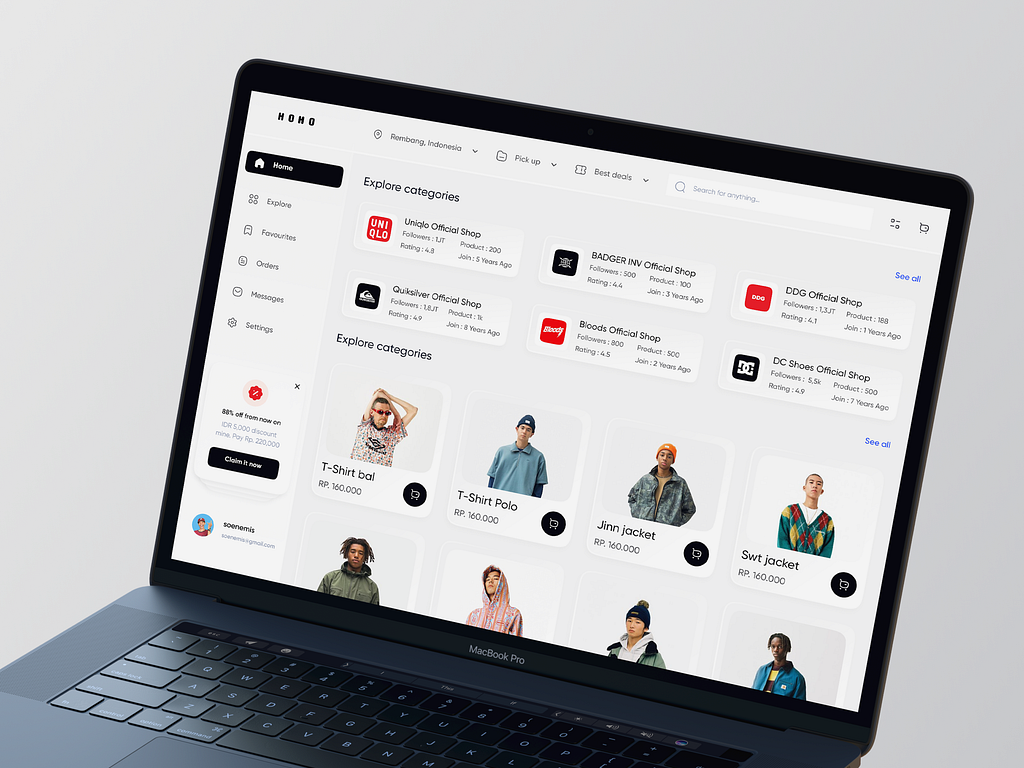 HOHO
Rembang, Indonesia
Pick up
Best deals
Search for anything...
Home
Explore
Favourites
Orders
Messages
Settings
88% off from now on
IDR 5,000 discount
mine, Pay Rp. 220,000
Claim it now
soenemis
soenemis@gmail.com
Explore categories
See all
UNI
QLO
Uniqlo Official Shop
Followers : 1JT
Product : 200
Rating : 4.8
Join : 5 Years Ago
BADGER INV Official Shop
Followers : 500
Product : 100
Rating : 4.4
Join : 3 Years Ago
DDG
DDG Official Shop
Followers : 1,3JT
Product : 188
Rating : 4.1
Join : 1 Years Ago
Quiksilver Official Shop
Followers : 1,8JT
Product : 1k
Rating : 4.9
Join : 8 Years Ago
Bloods
Bloods Official Shop
Followers : 800
Product : 500
Rating : 4.5
Join : 2 Years Ago
DC
DC Shoes Official Shop
Followers : 5,5k
Product : 500
Rating : 4.9
Join : 7 Years Ago
Explore categories
See all
T-Shirt bal
RP. 160.000
T-Shirt Polo
RP. 160.000
Jinn jacket
RP. 160.000
Swt jacket
RP. 160.000
MacBook Pro
Q W E R T Y U I O P
A S D F G H J K L
Z X C V B N M
command